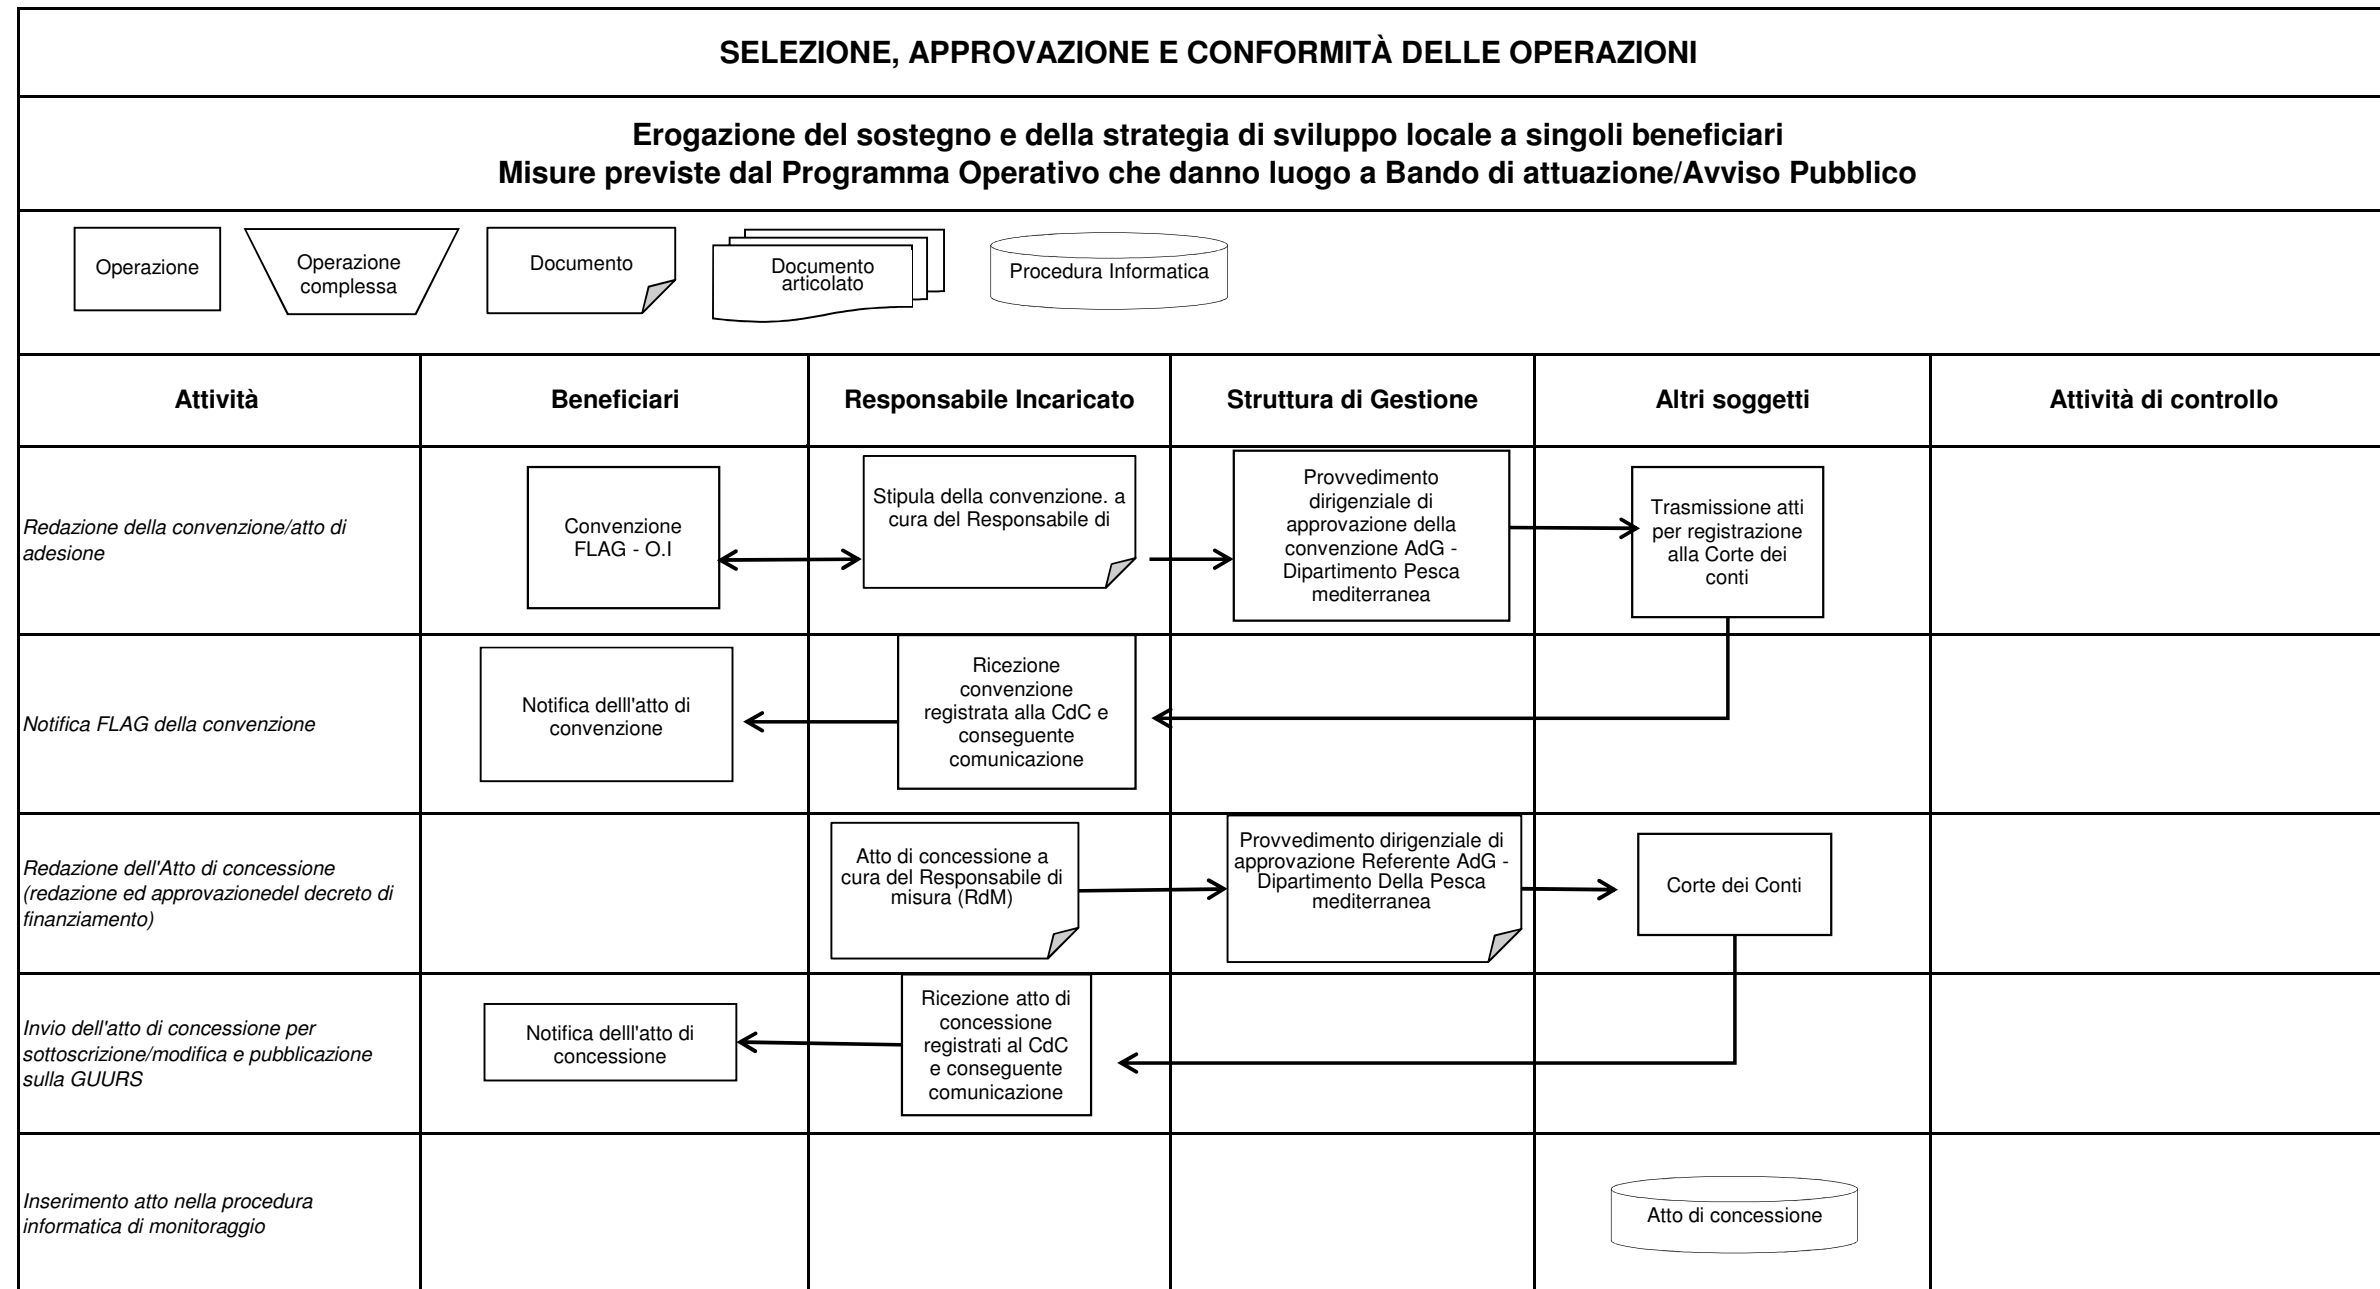 SELEZIONE, APPROVAZIONE E CONFORMITÀ DELLE OPERAZIONI
Erogazione del sostegno e della strategia di sviluppo locale a singoli beneficiari
Misure previste dal Programma Operativo che danno luogo a Bando di attuazione/Avviso Pubblico
Operazione
Operazione
complessa
Documento
Documento
articolato
Procedura Informatica
Attività
Beneficiari
Responsabile Incaricato
Struttura di Gestione
Altri soggetti
Attività di controllo
Redazione della convenzione/atto di
adesione
Convenzione
FLAG - O.I
Stipula della convenzione. a
cura del Responsabile di
Provvedimento
dirigenziale di
approvazione della
convenzione AdG -
Dipartimento Pesca
mediterranea
Trasmissione atti
per registrazione
alla Corte dei
conti
Notifica FLAG della convenzione
Notifica delll'atto di
convenzione
Ricezione
convenzione
registrata alla CdC e
conseguente
comunicazione
Redazione dell'Atto di concessione
(redazione ed approvazionedel decreto di
finanziamento)
Atto di concessione a
cura del Responsabile di
misura (RdM)
Provvedimento dirigenziale di
approvazione Referente AdG -
Dipartimento Della Pesca
mediterranea
Corte dei Conti
Invio dell'atto di concessione per
sottoscrizione/modifica e pubblicazione
sulla GUURS
Notifica delll'atto di
concessione
Ricezione atto di
concessione
registrati al CdC
e conseguente
comunicazione
Inserimento atto nella procedura
informatica di monitoraggio
Atto di concessione